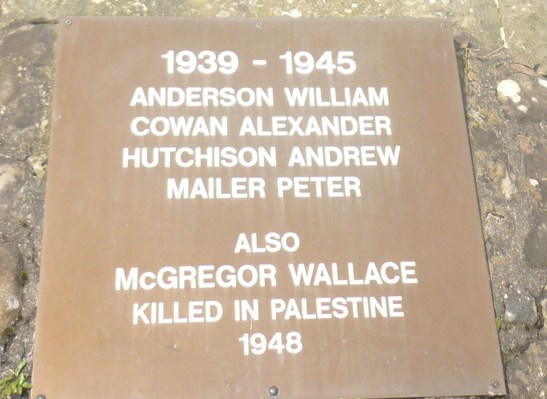 1939 - 1945
ANDERSON WILLIAM
COWAN ALEXANDER
HUTCHISON ANDREW
MAILER PETER
ALSO
McGREGOR WALLACE
KILLED IN PALESTINE
1948